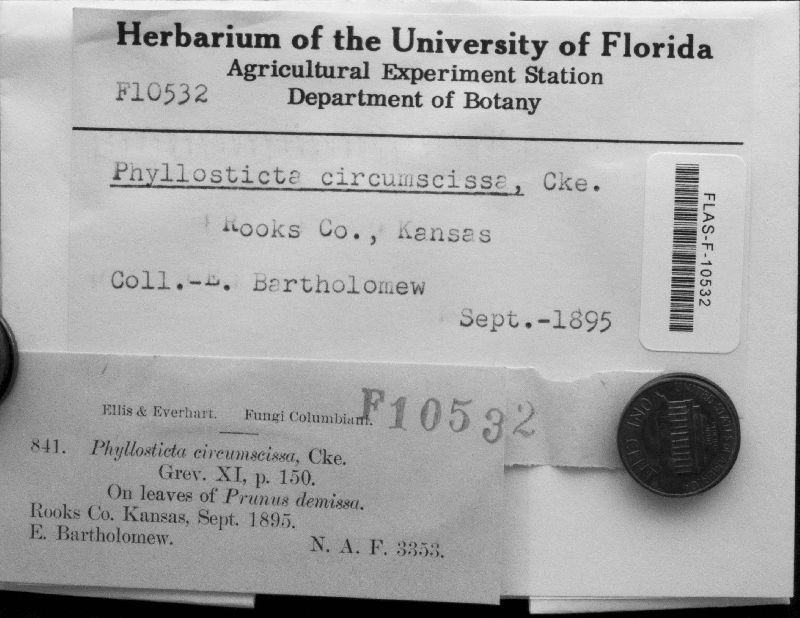 Herbarium of the University of Florida
Agricultural Experiment Station
F10532
Department of Botany
Phyllosticta circumscissa, Cke.
Rooks Co., Kansas
Coll.-E. Bartholomew
Sept.-1895
FLAS-F-10532
Ellis & Everhart. Fungi Columbiani.
F10532
841. Phyllosticta circumscissa, Cke.
Grev. XI, p. 150.
On leaves of Prunus demissa.
Rooks Co. Kansas, Sept. 1895.
E. Bartholomew.
N. A. F. 3353.
ONE CENT